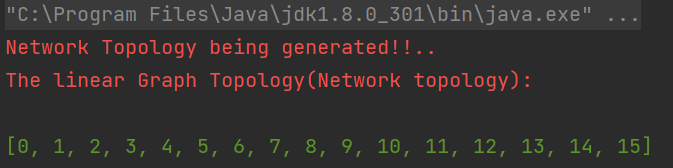 "C:\Program Files\Java\jdk1.8.0_301\bin\java.exe" ...
Network Topology being generated!!..
The linear Graph Topology(Network topology):
[0, 1, 2, 3, 4, 5, 6, 7, 8, 9, 10, 11, 12, 13, 14, 15]